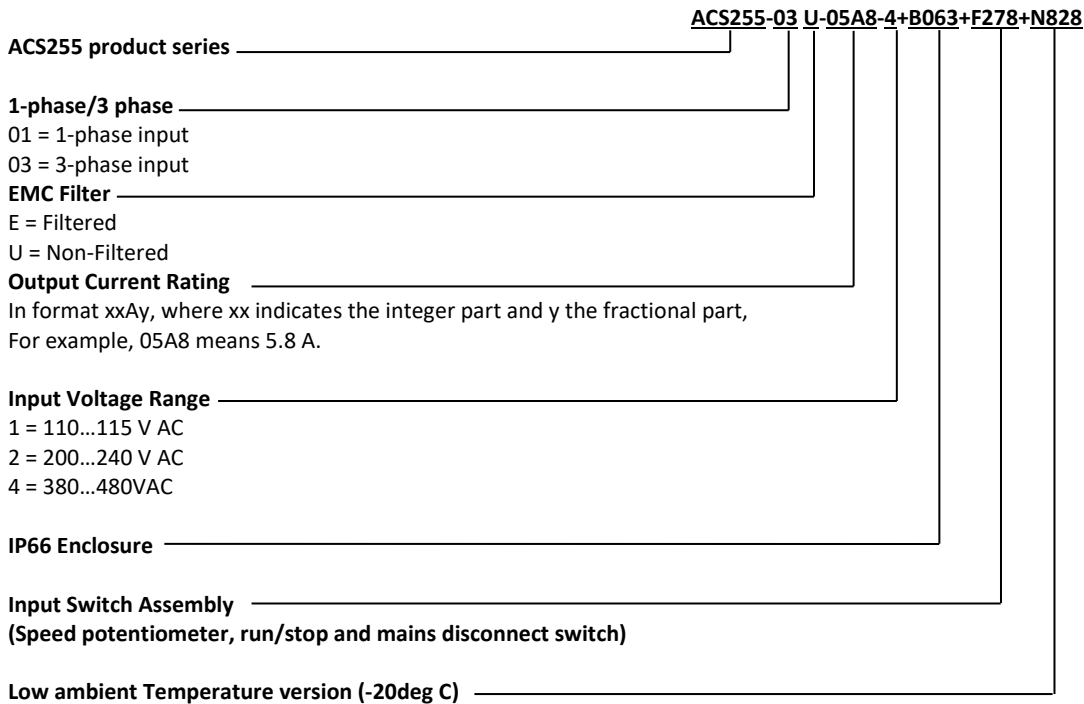 ACS255-03 U-05A8-4+B063+F278+N828
ACS255 product series
1-phase/3 phase
01 = 1-phase input
03 = 3-phase input
EMC Filter
E = Filtered
U = Non-Filtered
Output Current Rating
In format xxAy, where xx indicates the integer part and y the fractional part,
For example, 05A8 means 5.8 A.
Input Voltage Range
1 = 110…115 V AC
2 = 200…240 V AC
4 = 380…480VAC
IP66 Enclosure
Input Switch Assembly
(Speed potentiometer, run/stop and mains disconnect switch)
Low ambient Temperature version (-20deg C)